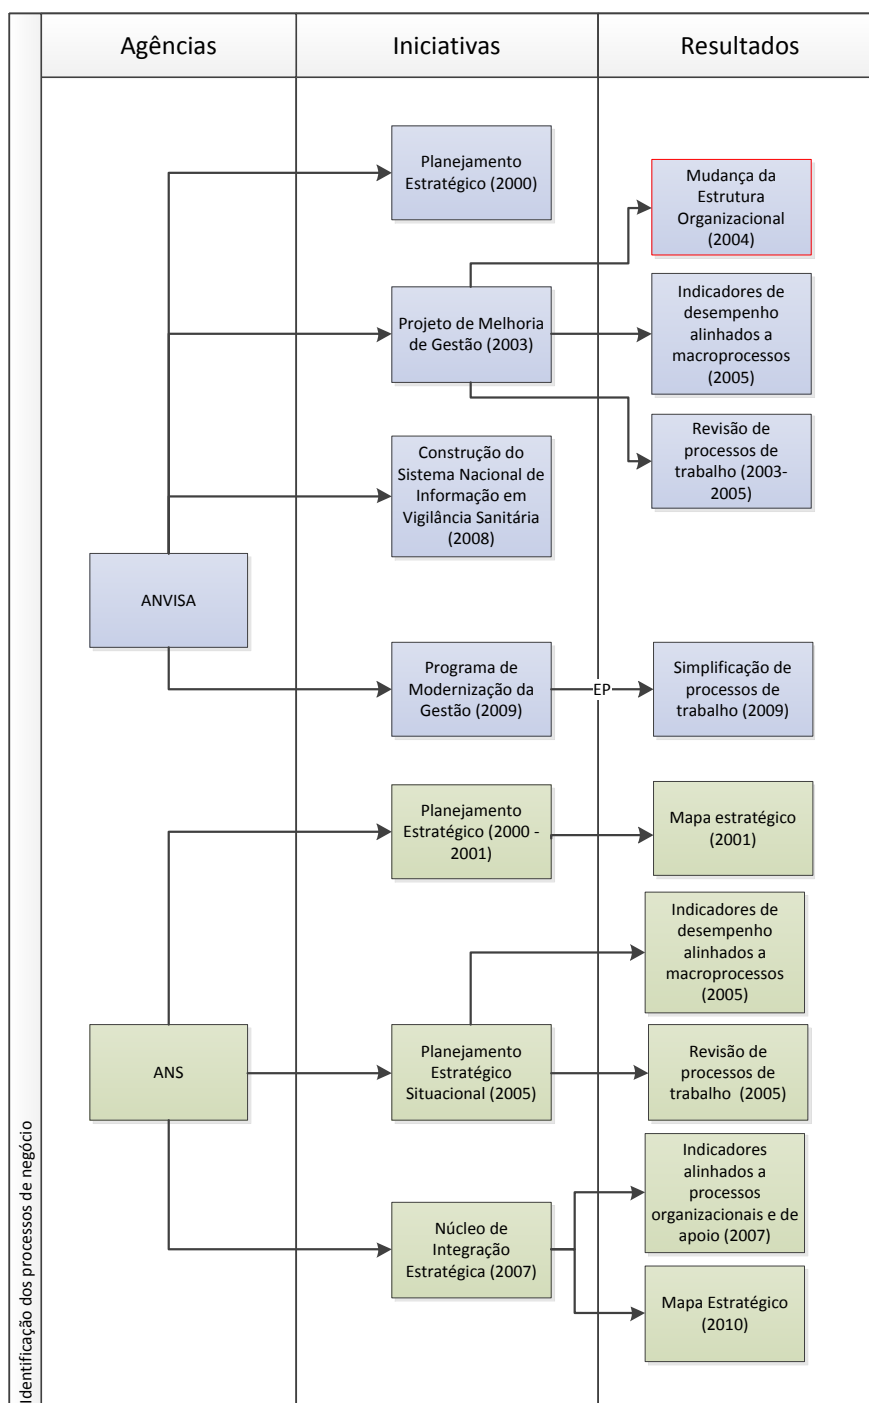 Agências
Iniciativas
Resultados
Planejamento
Estratégico (2000)
Mudança da
Estrutura
Organizacional
(2004)
Projeto de Melhoria
de Gestão (2003)
Indicadores de
desempenho
alinhados a
macroprocessos
(2005)
Revisão de
processos de
trabalho (2003-
2005)
Construção do
Sistema Nacional de
Informação em
Vigilância Sanitária
(2008)
ANVISA
Programa de
Modernização da
Gestão (2009)
EP
Simplificação de
processos de
trabalho (2009)
Planejamento
Estratégico (2000 -
2001)
Mapa estratégico
(2001)
Indicadores de
desempenho
alinhados a
macroprocessos
(2005)
ANS
Planejamento
Estratégico
Situacional (2005)
Revisão de
processos de
trabalho (2005)
Indicadores
alinhados a
processos
organizacionais e de
apoio (2007)
Núcleo de
Integração
Estratégica (2007)
Mapa Estratégico
(2010)
Identificação dos processos de negócio